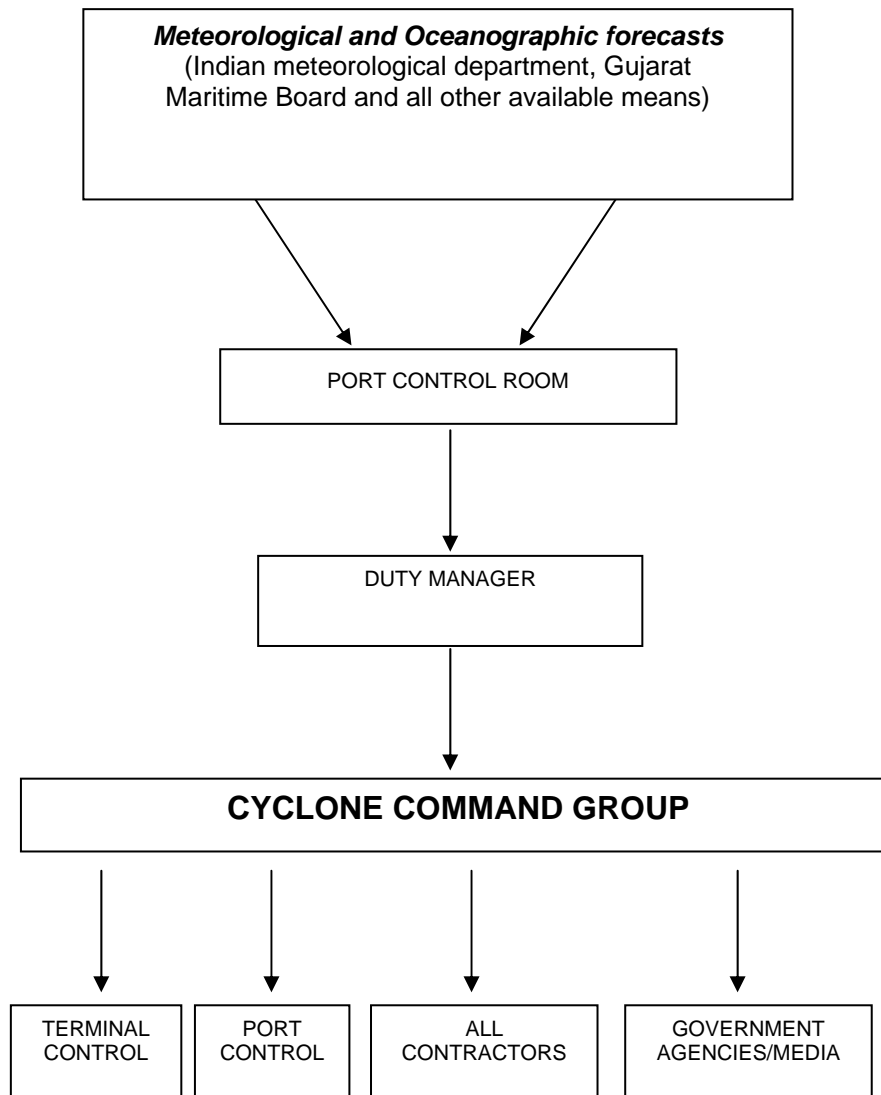 Meteorological and Oceanographic forecasts
(Indian meteorological department, Gujarat
Maritime Board and all other available means)
PORT CONTROL ROOM
DUTY MANAGER
CYCLONE COMMAND GROUP
TERMINAL
CONTROL
PORT
CONTROL
ALL
CONTRACTORS
GOVERNMENT
AGENCIES/MEDIA